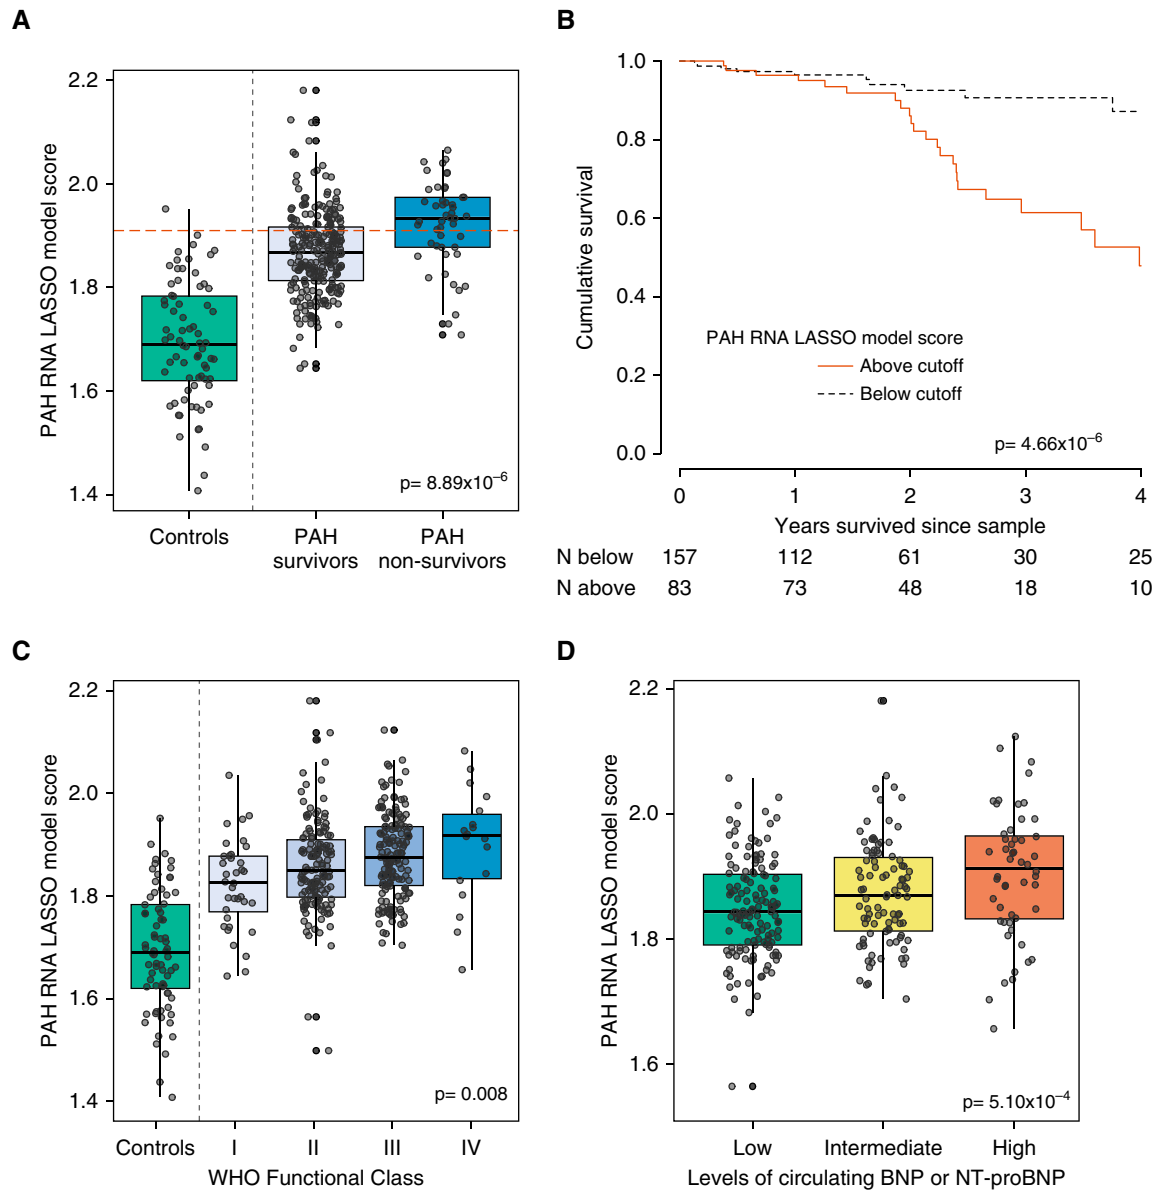 A
PAH RNA LASSO model score
2.2
2.0
1.8
1.6
1.4
p= 8.89x10⁻⁶
Controls
PAH survivors
PAH non-survivors
B
Cumulative survival
1.0
0.8
0.6
0.4
0.2
0.0
PAH RNA LASSO model score
Above cutoff
Below cutoff
p= 4.66x10⁻⁶
0 1 2 3 4
Years survived since sample
N below 157 112 61 30 25
N above 83 73 48 18 10
C
PAH RNA LASSO model score
2.2
2.0
1.8
1.6
1.4
p= 0.008
Controls I II III IV
WHO Functional Class
D
PAH RNA LASSO model score
2.2
2.0
1.8
1.6
p= 5.10x10⁻⁴
Low Intermediate High
Levels of circulating BNP or NT-proBNP